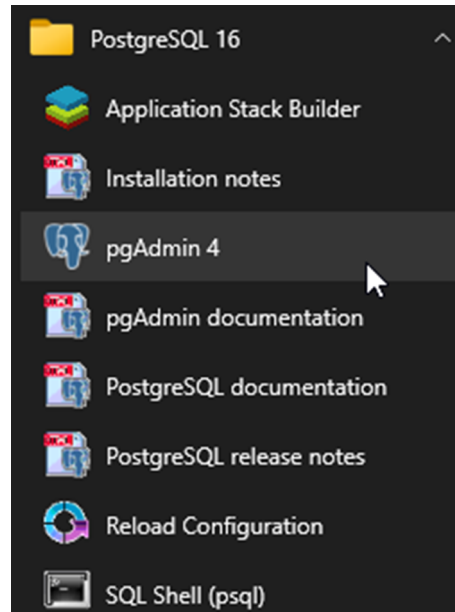 PostgreSQL 16
Application Stack Builder
Installation notes
pgAdmin 4
pgAdmin documentation
PostgreSQL documentation
PostgreSQL release notes
Reload Configuration
SQL Shell (psql)